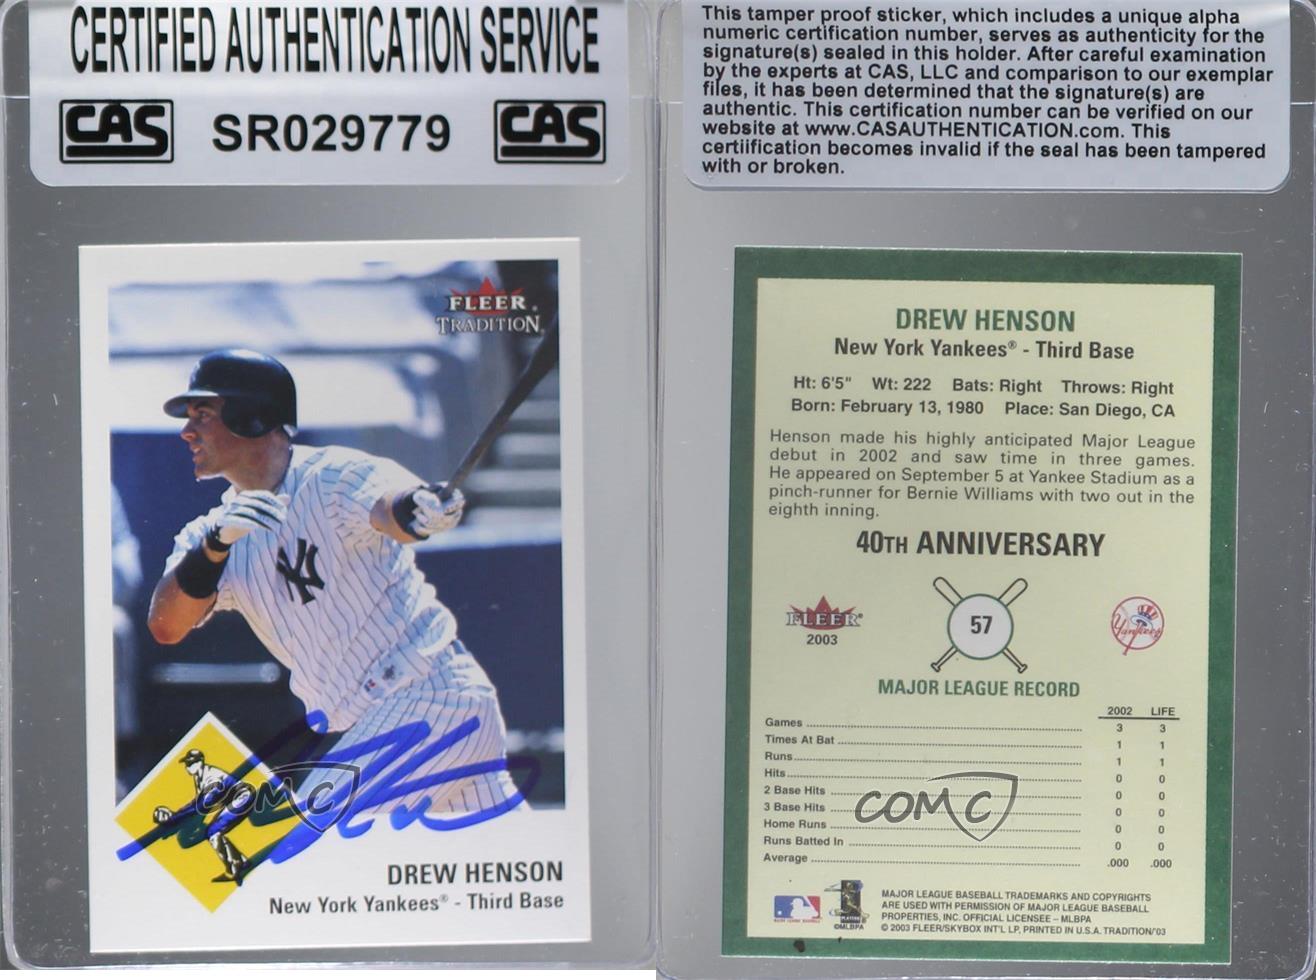 CERTIFIED AUTHENTICATION SERVICE
CAS SR029779 CAS
FLEER®
TRADITION
NY
COMC
DREW HENSON
New York Yankees® - Third Base
This tamper proof sticker, which includes a unique alpha
numeric certification number, serves as authenticity for the
signature(s) sealed in this holder. After careful examination
by the experts at CAS, LLC and comparison to our exemplar
files, it has been determined that the signature(s) are
authentic. This certification number can be verified on our
website at www.CASAUTHENTICATION.com. This
certiification becomes invalid if the seal has been tampered
with or broken.
DREW HENSON
New York Yankees® - Third Base
Ht: 6'5" Wt: 222 Bats: Right Throws: Right
Born: February 13, 1980 Place: San Diego, CA
Henson made his highly anticipated Major League
debut in 2002 and saw time in three games.
He appeared on September 5 at Yankee Stadium as a
pinch-runner for Bernie Williams with two out in the
eighth inning.
40TH ANNIVERSARY
FLEER®
2003
57
Yankees
MAJOR LEAGUE RECORD
2002 LIFE
Games 3 3
Times At Bat 1 1
Runs 1 1
Hits 0 0
2 Base Hits 0 0
3 Base Hits 0 0
Home Runs 0 0
Runs Batted In 0 0
Average .000 .000
COMC
MAJOR LEAGUE BASEBALL TRADEMARKS AND COPYRIGHTS
ARE USED WITH PERMISSION OF MAJOR LEAGUE BASEBALL
PROPERTIES, INC. OFFICIAL LICENSEE – MLBPA
© 2003 FLEER/SKYBOX INT'L LP, PRINTED IN U.S.A. TRADITION/'03
©MLBPA